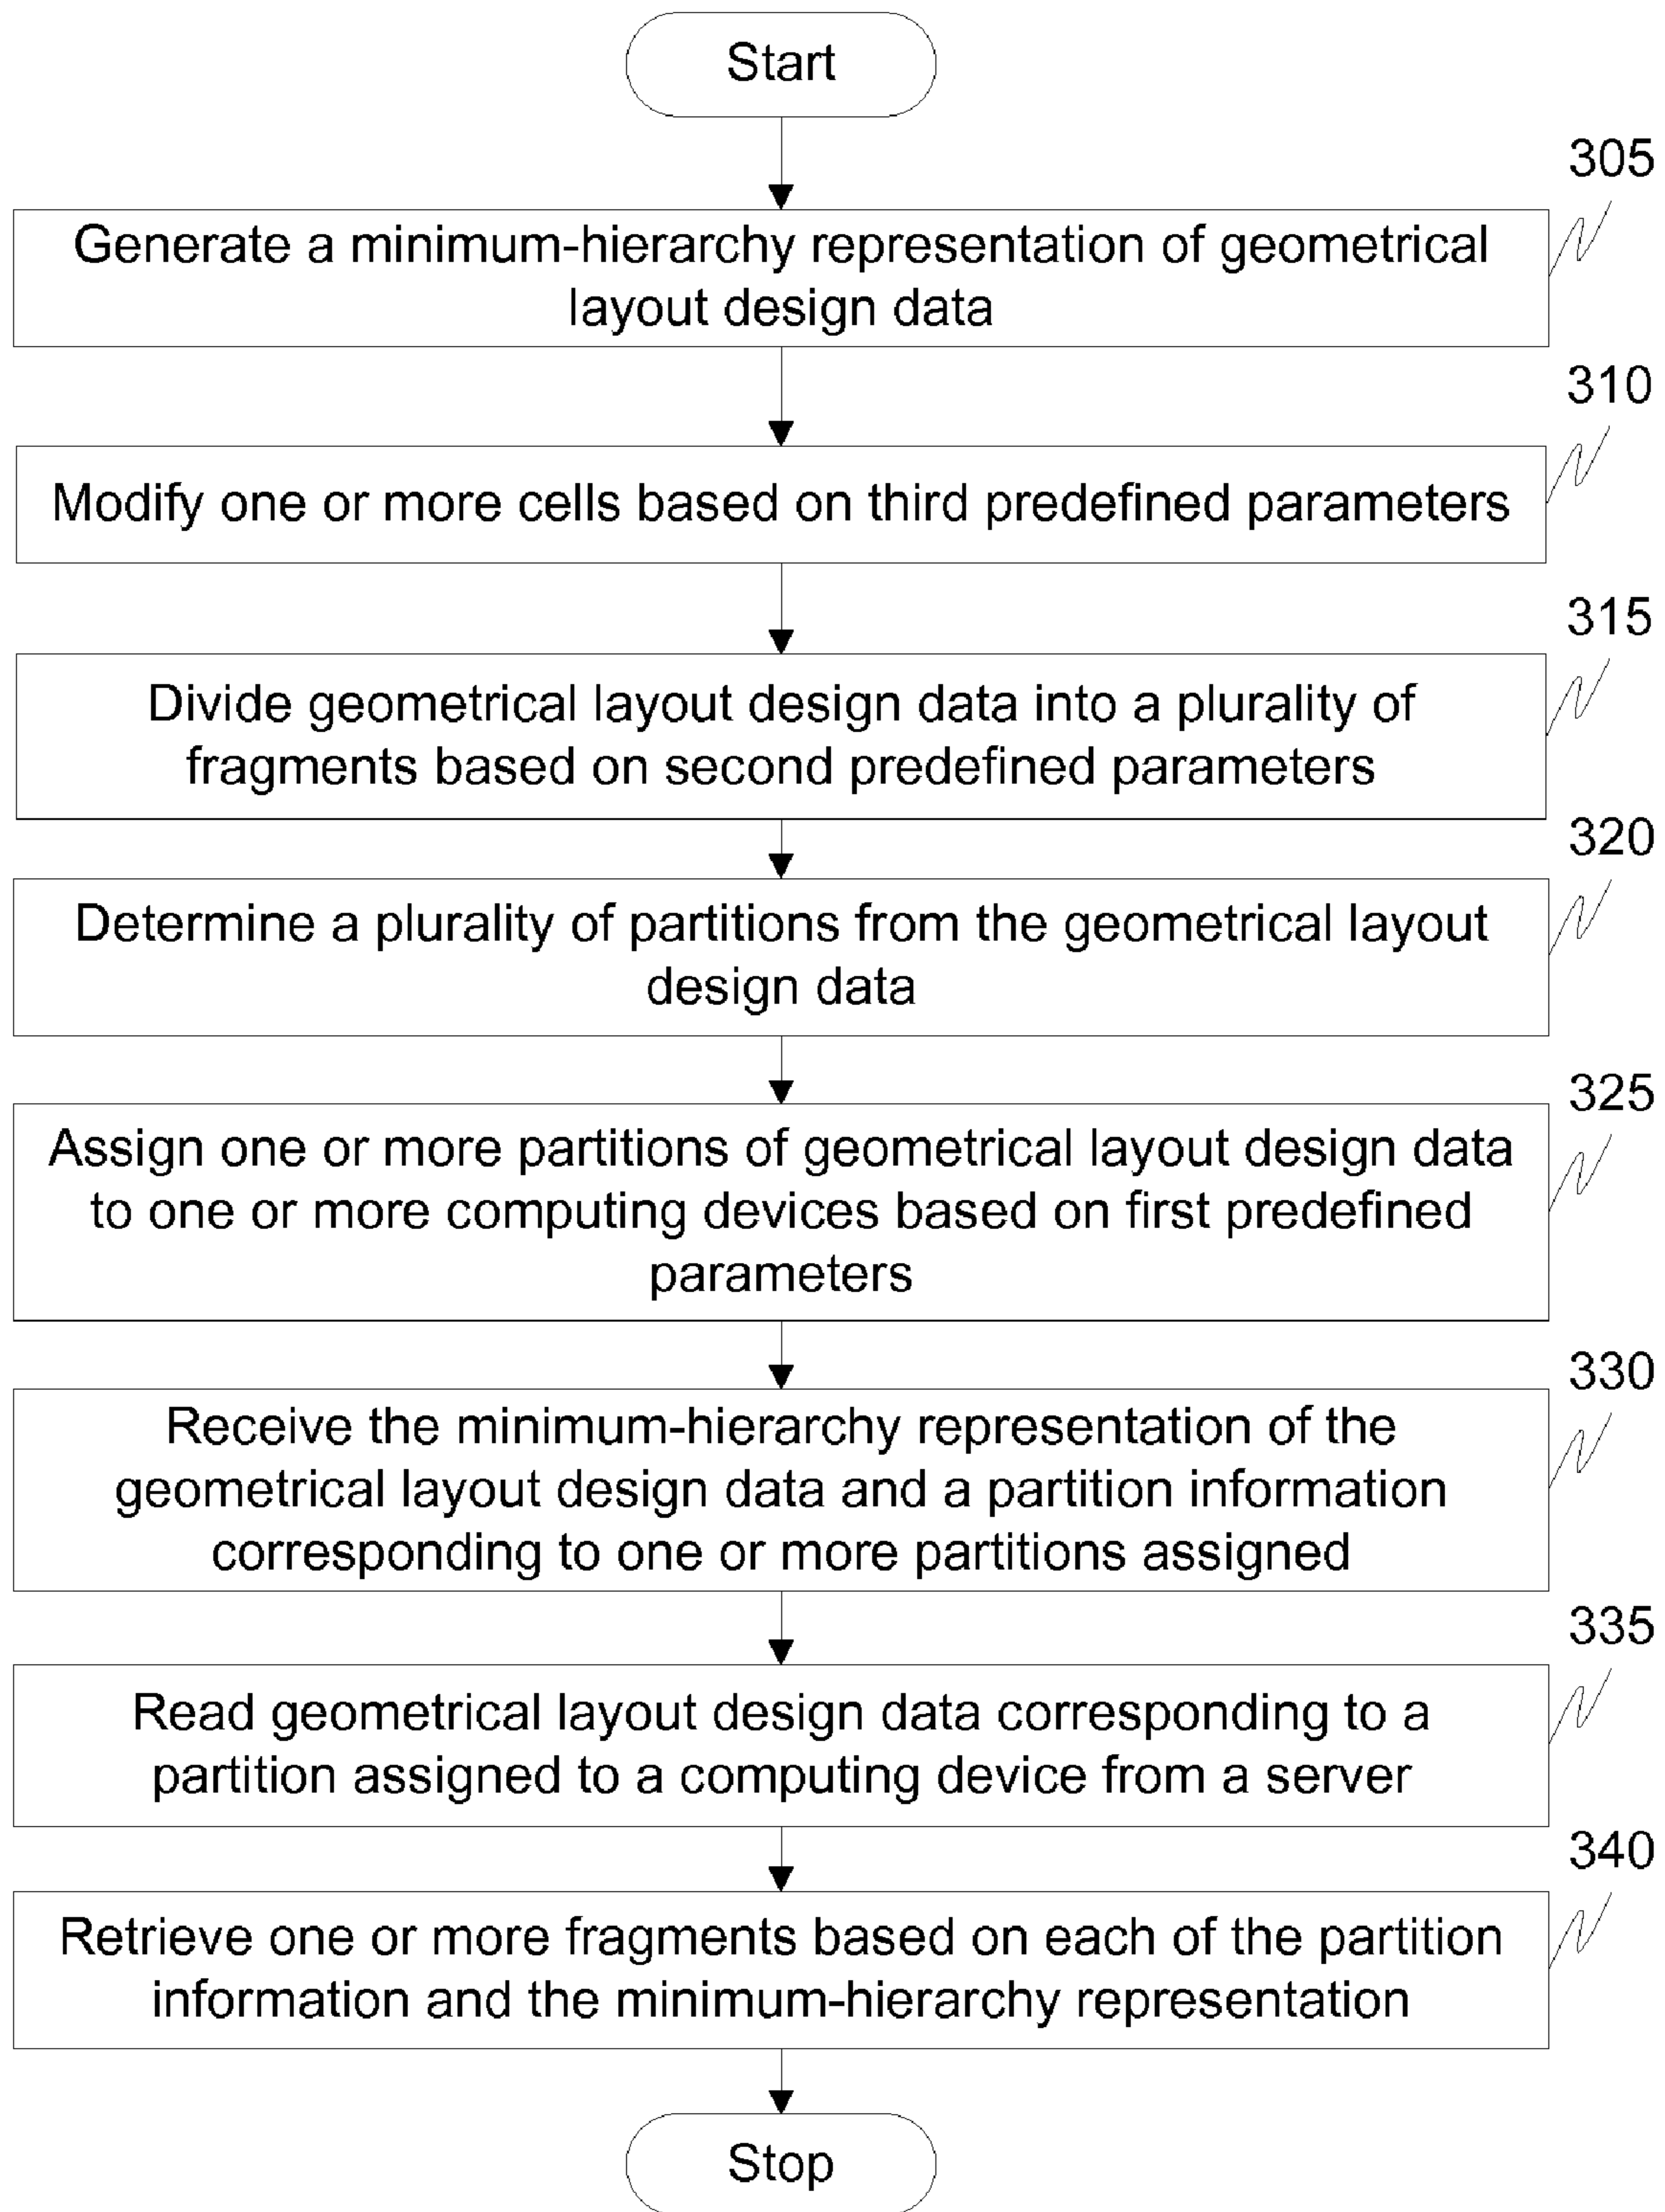 Start
305
Generate a minimum-hierarchy representation of geometrical
layout design data
310
Modify one or more cells based on third predefined parameters
315
Divide geometrical layout design data into a plurality of
fragments based on second predefined parameters
320
Determine a plurality of partitions from the geometrical layout
design data
325
Assign one or more partitions of geometrical layout design data
to one or more computing devices based on first predefined
parameters
330
Receive the minimum-hierarchy representation of the
geometrical layout design data and a partition information
corresponding to one or more partitions assigned
335
Read geometrical layout design data corresponding to a
partition assigned to a computing device from a server
340
Retrieve one or more fragments based on each of the partition
information and the minimum-hierarchy representation
Stop